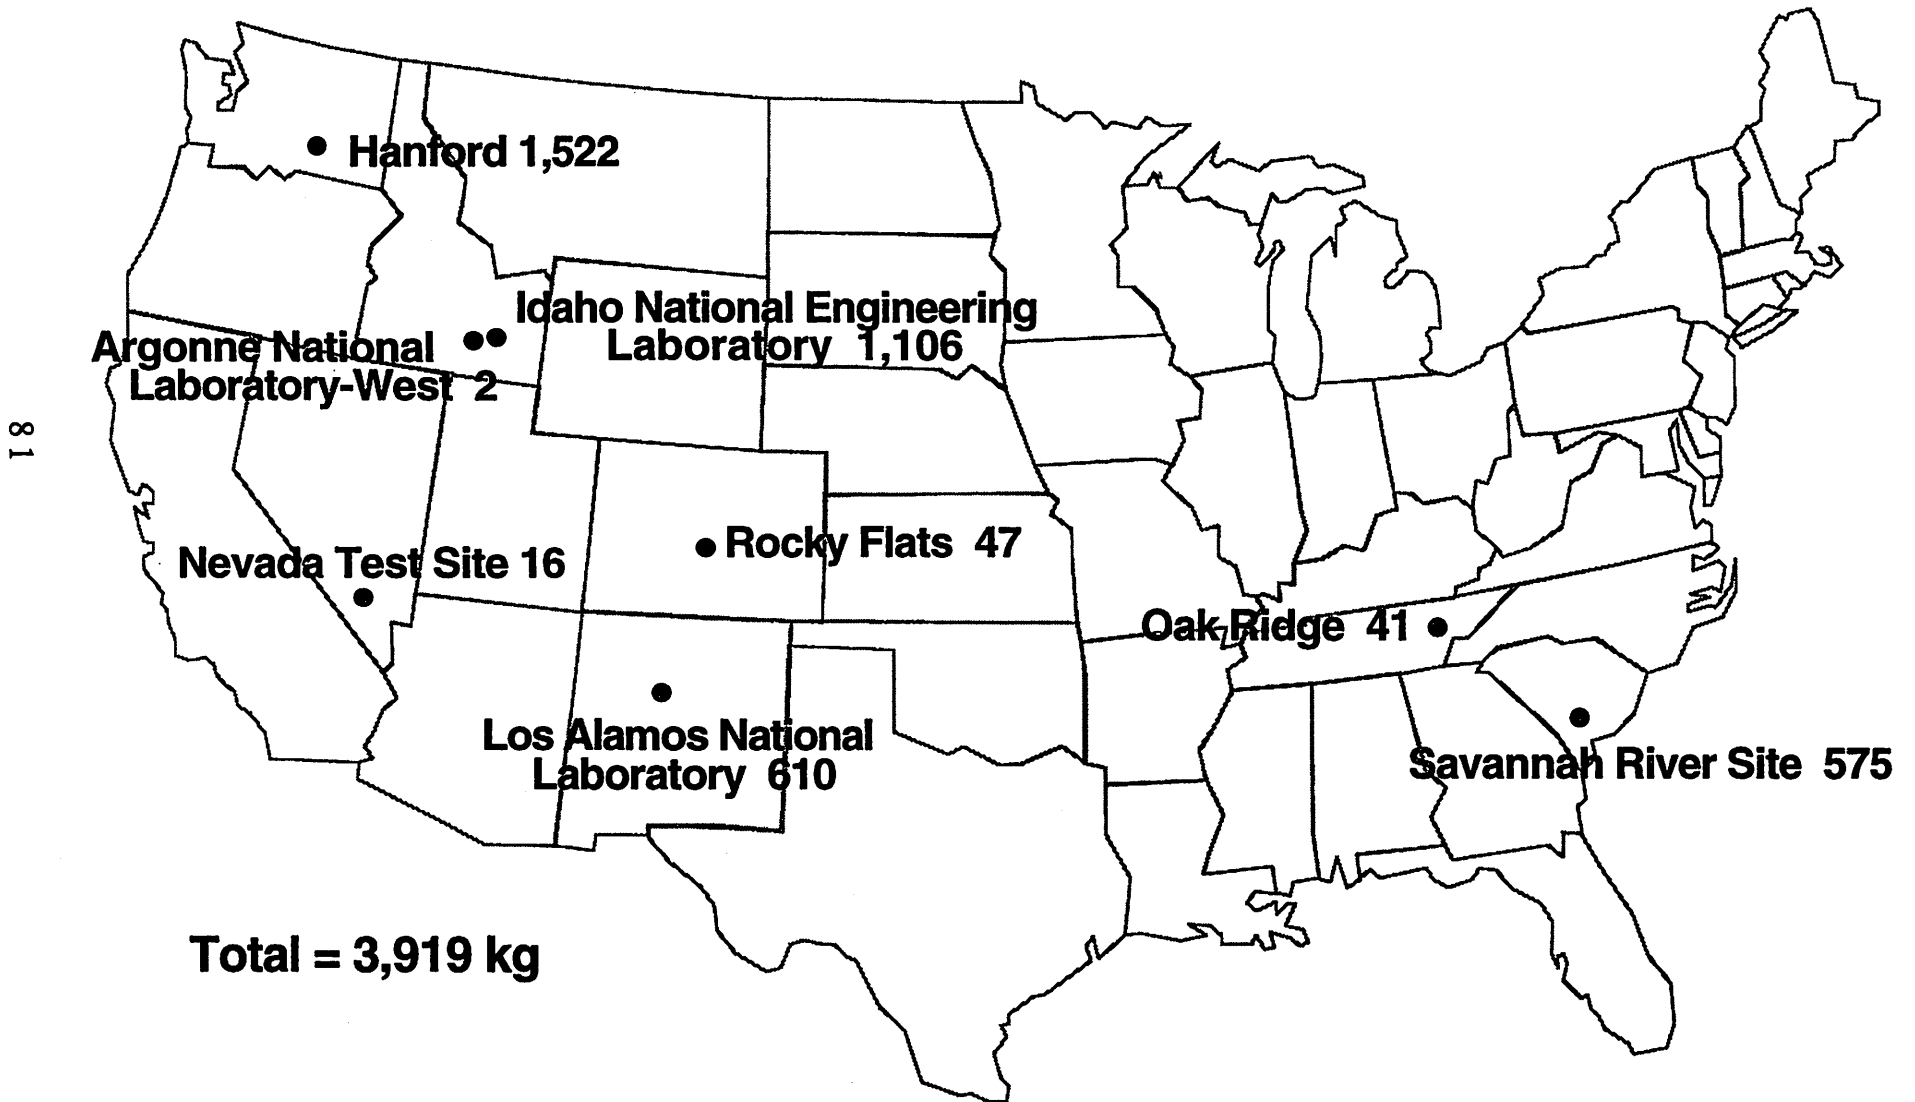 Hanford 1,522
Idaho National Engineering
Laboratory 1,106
Argonne National
Laboratory-West 2
81
Rocky Flats 47
Nevada Test Site 16
Oak Ridge 41
Los Alamos National
Laboratory 610
Savannah River Site 575
Total = 3,919 kg